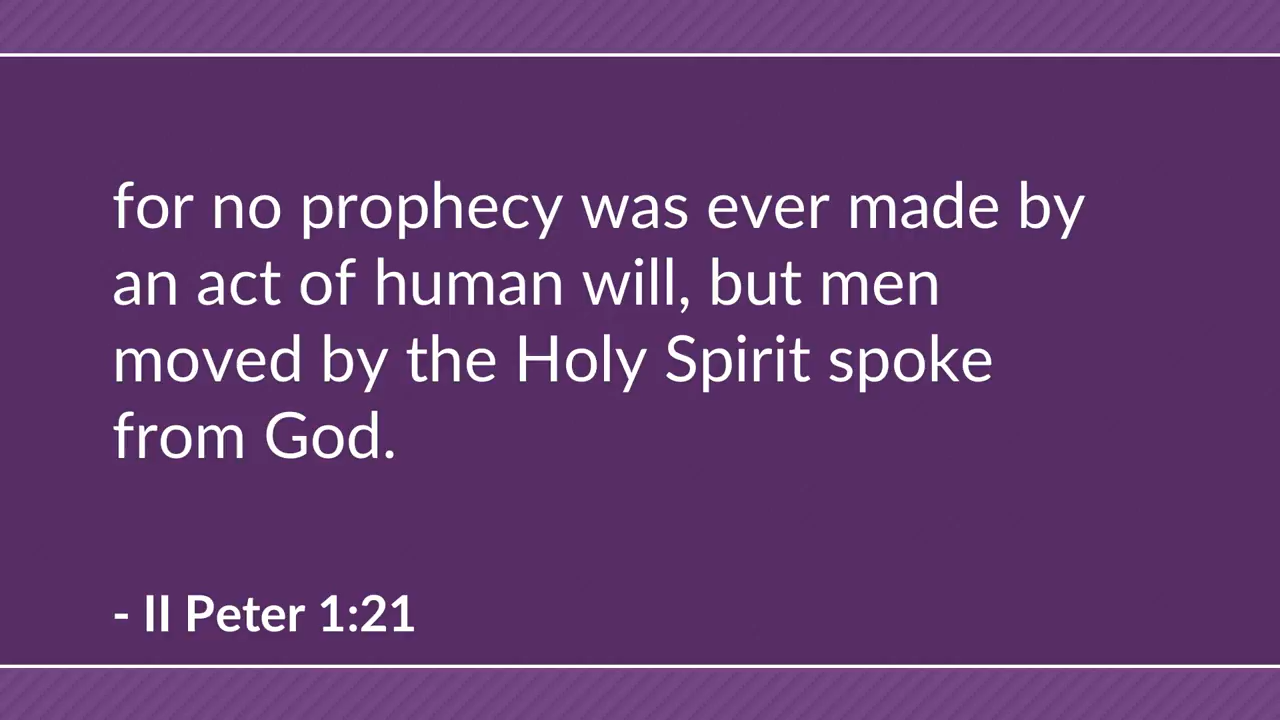 for no prophecy was ever made by
an act of human will, but men
moved by the Holy Spirit spoke
from God.
- II Peter 1:21